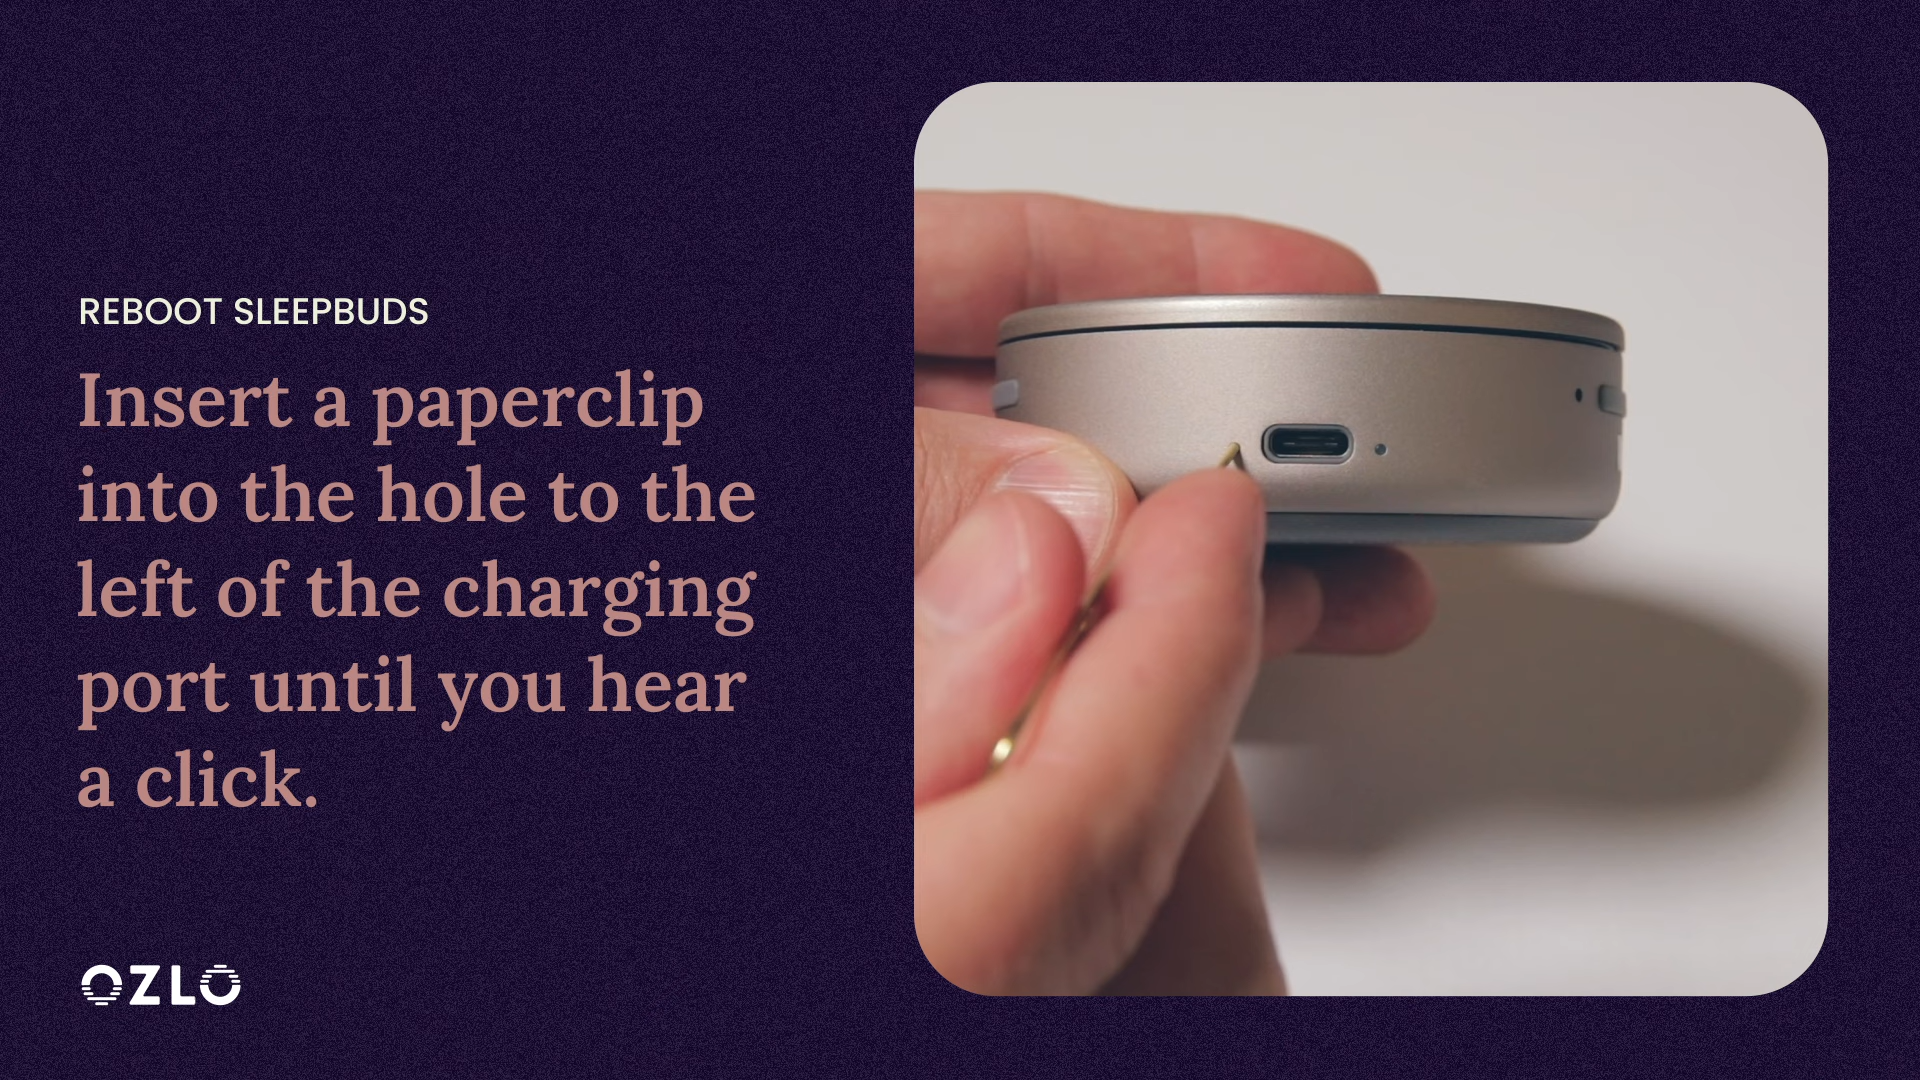 REBOOT SLEEPBUDS
Insert a paperclip
into the hole to the
left of the charging
port until you hear
a click.
OZLO